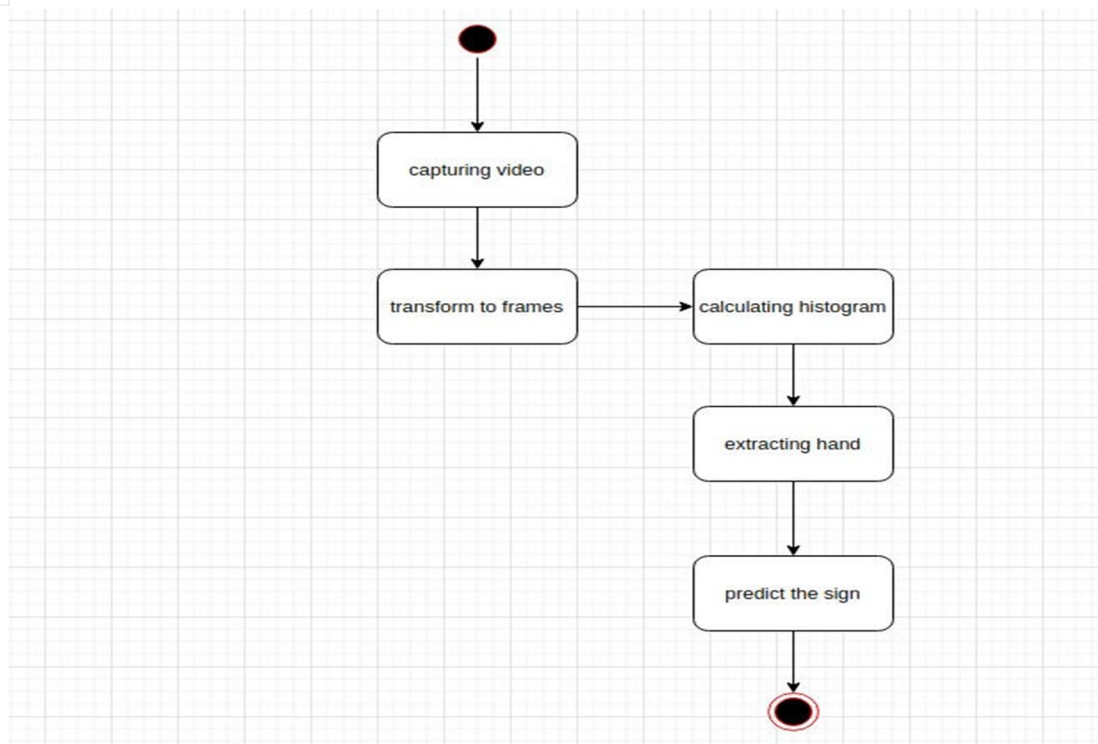 capturing video
transform to frames
calculating histogram
extracting hand
predict the sign